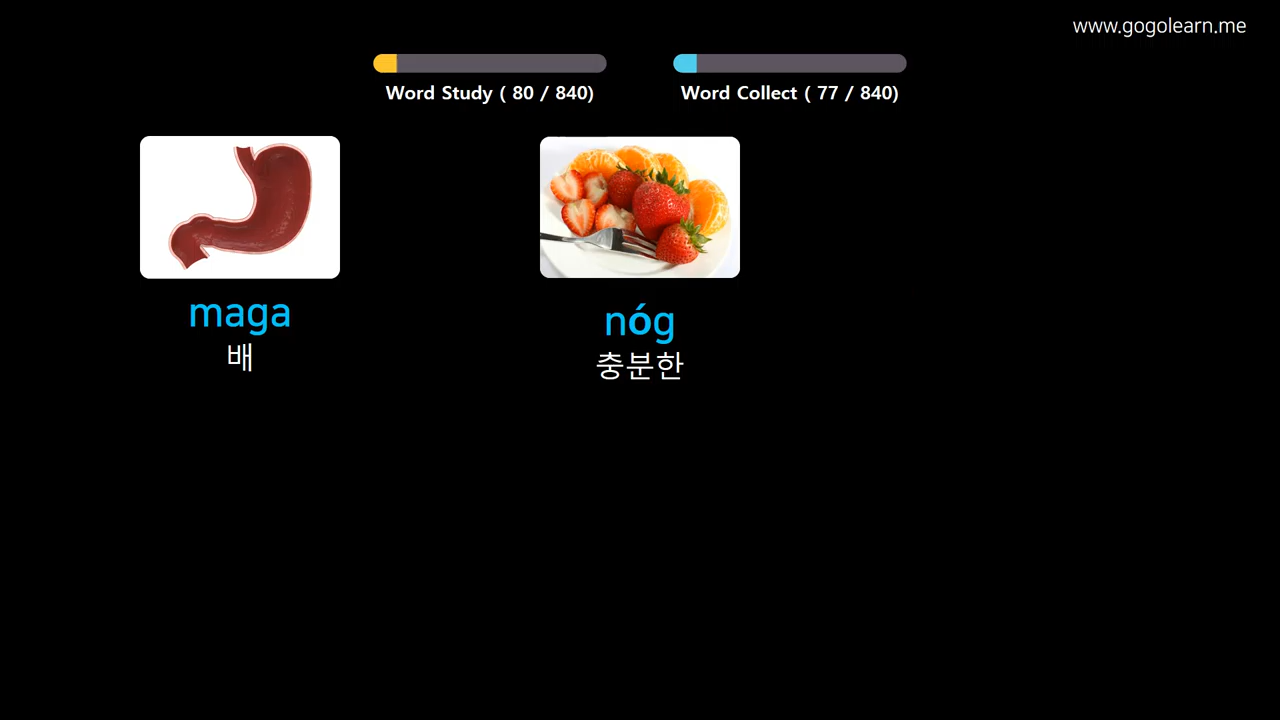 www.gogolearn.me
Word Study ( 80 / 840)
Word Collect ( 77 / 840)
maga
배
nóg
충분한